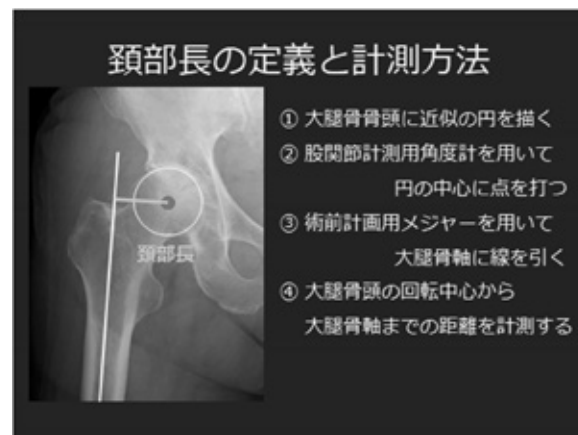 頚部長の定義と計測方法
① 大腿骨骨頭に近似の円を描く
② 股関節計測用角度計を用いて
円の中心に点を打つ
③ 術前計画用メジャーを用いて
大腿骨軸に線を引く
④ 大腿骨頭の回転中心から
大腿骨軸までの距離を計測する
頚部長